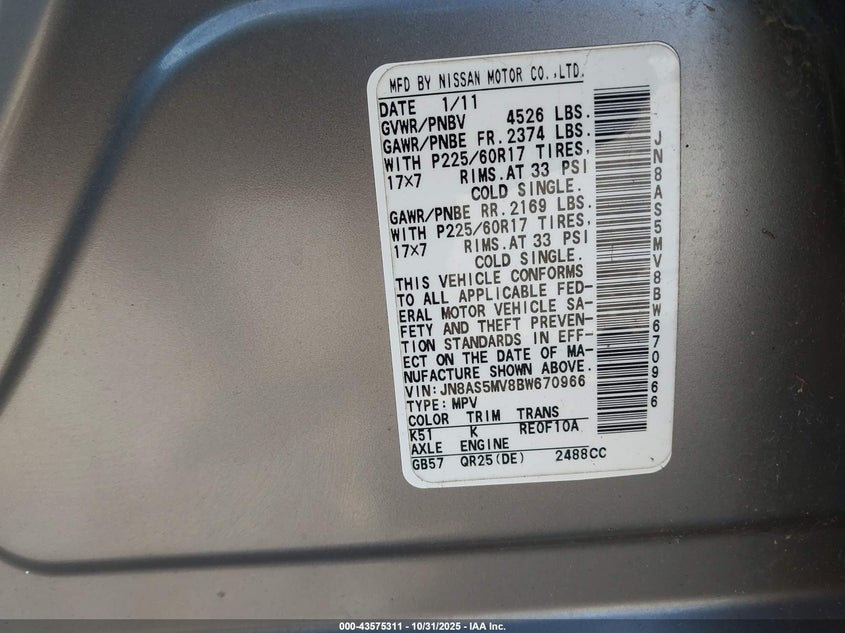 MFD BY NISSAN MOTOR CO.,LTD.
DATE 1/11
GVWR/PNBV 4526 LBS.
GAWR/PNBE FR. 2374 LBS.
WITH P225/60R17 TIRES,
17×7 RIMS.AT 33 PSI
COLD SINGLE.
GAWR/PNBE RR. 2169 LBS.
WITH P225/60R17 TIRES,
17×7 RIMS.AT 33 PSI
COLD SINGLE.
THIS VEHICLE CONFORMS
TO ALL APPLICABLE FED-
ERAL MOTOR VEHICLE SA-
FETY AND THEFT PREVEN-
TION STANDARDS IN EFF-
ECT ON THE DATE OF MA-
NUFACTURE SHOWN ABOVE.
VIN:JN8AS5MV8BW670966
TYPE:MPV
COLOR TRIM TRANS
K51 K RE0F10A
AXLE ENGINE
GB57 QR25(DE) 2488CC
JN8AS5MV8BW670966
000-43575311 - 10/31/2025 - IAA Inc.